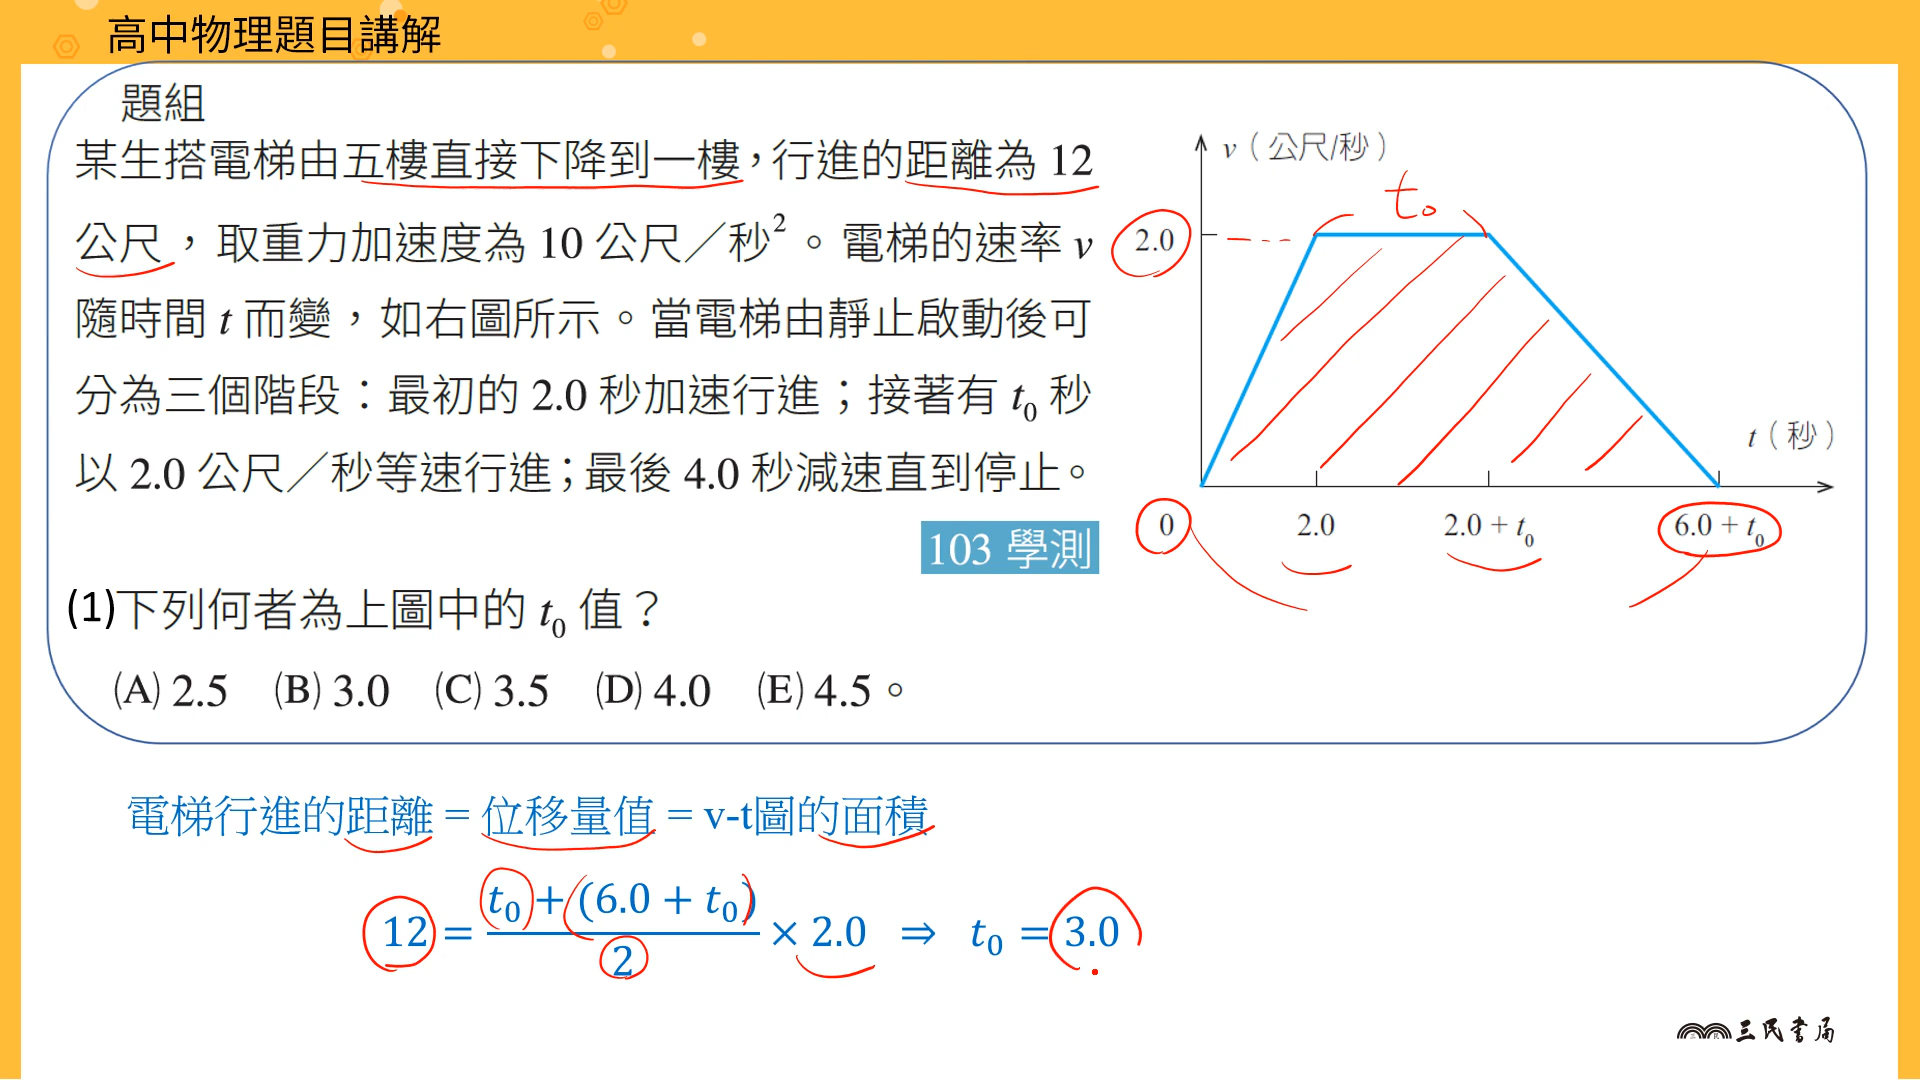 高中物理題目講解
題組
某生搭電梯由五樓直接下降到一樓，行進的距離為 12
公尺，取重力加速度為 10 公尺／秒²。電梯的速率 v
隨時間 t 而變，如右圖所示。當電梯由靜止啟動後可
分為三個階段：最初的 2.0 秒加速行進；接著有 t₀ 秒
以 2.0 公尺／秒等速行進；最後 4.0 秒減速直到停止。
103 學測
v（公尺/秒）
t₀
2.0
t（秒）
0 2.0 2.0 + t₀ 6.0 + t₀
(1)下列何者為上圖中的 t₀ 值？
(A) 2.5 (B) 3.0 (C) 3.5 (D) 4.0 (E) 4.5。
電梯行進的距離 = 位移量值 = v-t圖的面積
12 = (t₀ + (6.0 + t₀))/2 × 2.0 ⇒ t₀ = 3.0
三民書局